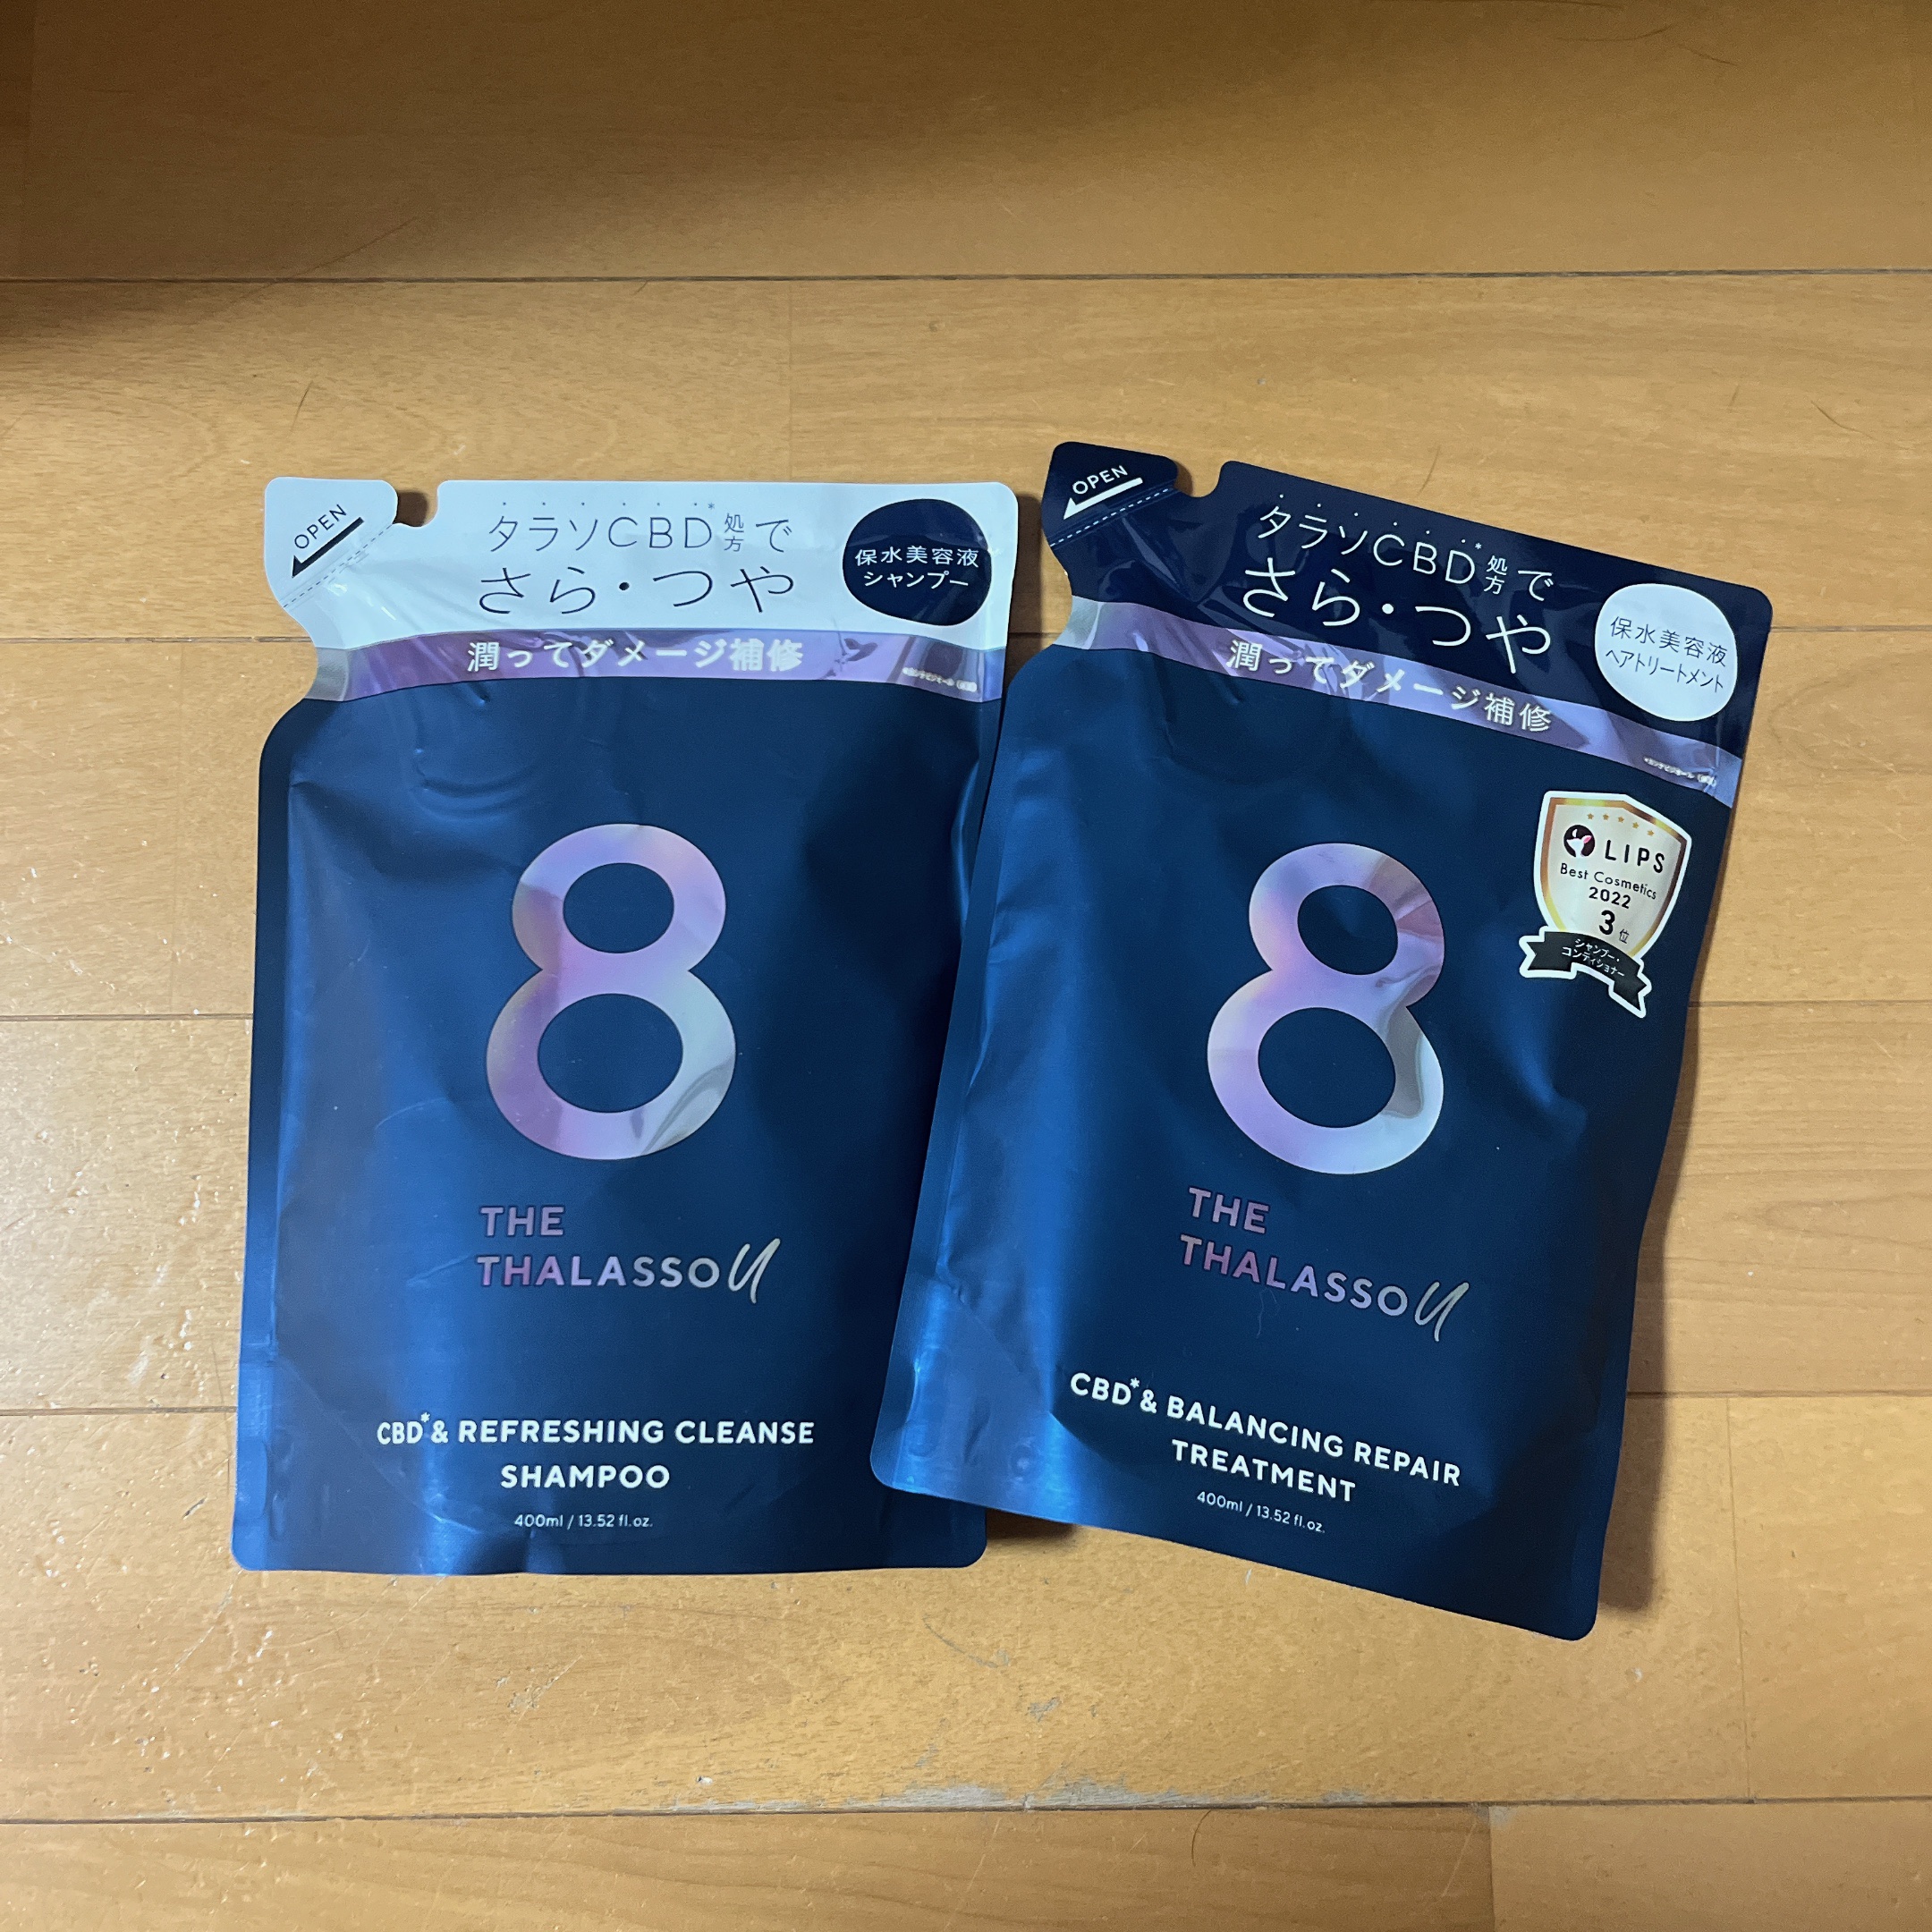 OPEN
タラソCBD*処方で
さら・つや
保水美容液
シャンプー
潤ってダメージ補修
8
THE
THALASSO U
CBD*& REFRESHING CLEANSE
SHAMPOO
400ml / 13.52 fl.oz.
OPEN
タラソCBD*処方で
さら・つや
保水美容液
ヘアトリートメント
潤ってダメージ補修
LIPS
Best Cosmetics
2022
3位
シャンプー・
コンディショナー
8
THE
THALASSO U
CBD*& BALANCING REPAIR
TREATMENT
400ml / 13.52 fl.oz.